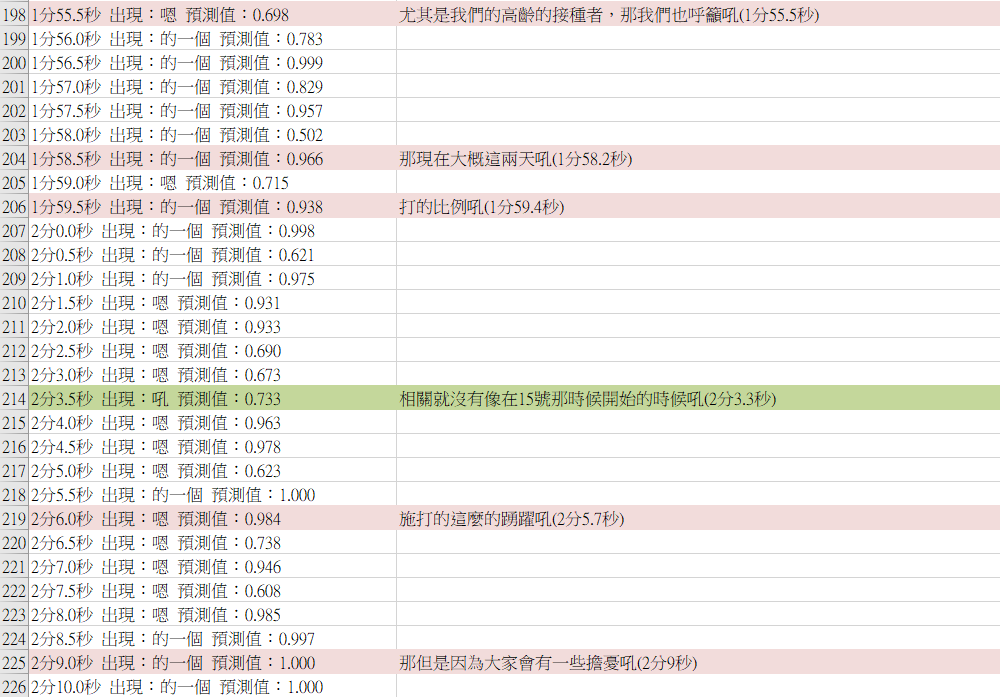 198 1分55.5秒 出現：嗯 預測值：0.698 尤其是我們的高齡的接種者，那我們也呼籲吼(1分55.5秒)
199 1分56.0秒 出現：的一個 預測值：0.783
200 1分56.5秒 出現：的一個 預測值：0.999
201 1分57.0秒 出現：的一個 預測值：0.829
202 1分57.5秒 出現：的一個 預測值：0.957
203 1分58.0秒 出現：的一個 預測值：0.502
204 1分58.5秒 出現：的一個 預測值：0.966 那現在大概這兩天吼(1分58.2秒)
205 1分59.0秒 出現：嗯 預測值：0.715
206 1分59.5秒 出現：的一個 預測值：0.938 打的比例吼(1分59.4秒)
207 2分0.0秒 出現：的一個 預測值：0.998
208 2分0.5秒 出現：的一個 預測值：0.621
209 2分1.0秒 出現：的一個 預測值：0.975
210 2分1.5秒 出現：嗯 預測值：0.931
211 2分2.0秒 出現：嗯 預測值：0.933
212 2分2.5秒 出現：嗯 預測值：0.690
213 2分3.0秒 出現：嗯 預測值：0.673
214 2分3.5秒 出現：吼 預測值：0.733 相關就沒有像在15號那時候開始的時候吼(2分3.3秒)
215 2分4.0秒 出現：嗯 預測值：0.963
216 2分4.5秒 出現：嗯 預測值：0.978
217 2分5.0秒 出現：嗯 預測值：0.623
218 2分5.5秒 出現：的一個 預測值：1.000
219 2分6.0秒 出現：嗯 預測值：0.984 施打的這麼的踴躍吼(2分5.7秒)
220 2分6.5秒 出現：嗯 預測值：0.738
221 2分7.0秒 出現：嗯 預測值：0.946
222 2分7.5秒 出現：嗯 預測值：0.608
223 2分8.0秒 出現：嗯 預測值：0.985
224 2分8.5秒 出現：的一個 預測值：0.997
225 2分9.0秒 出現：的一個 預測值：1.000 那但是因為大家會有一些擔憂吼(2分9秒)
226 2分10.0秒 出現：的一個 預測值：1.000